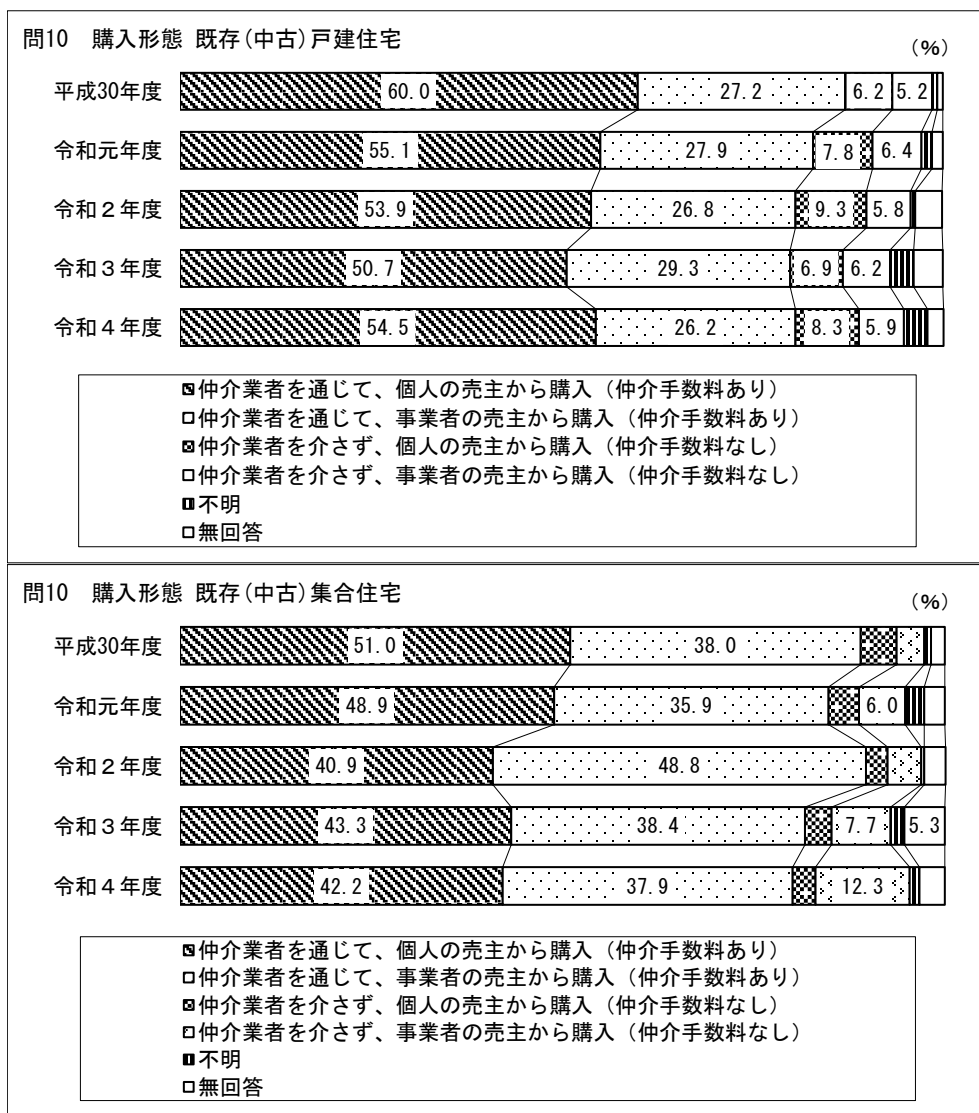 問10 購入形態 既存(中古)戸建住宅
(%)
平成30年度 60.0 27.2 6.2 5.2
令和元年度 55.1 27.9 7.8 6.4
令和２年度 53.9 26.8 9.3 5.8
令和３年度 50.7 29.3 6.9 6.2
令和４年度 54.5 26.2 8.3 5.9
仲介業者を通じて、個人の売主から購入（仲介手数料あり）
仲介業者を通じて、事業者の売主から購入（仲介手数料あり）
仲介業者を介さず、個人の売主から購入（仲介手数料なし）
仲介業者を介さず、事業者の売主から購入（仲介手数料なし）
不明
無回答
問10 購入形態 既存(中古)集合住宅
(%)
平成30年度 51.0 38.0
令和元年度 48.9 35.9 6.0
令和２年度 40.9 48.8
令和３年度 43.3 38.4 7.7 5.3
令和４年度 42.2 37.9 12.3
仲介業者を通じて、個人の売主から購入（仲介手数料あり）
仲介業者を通じて、事業者の売主から購入（仲介手数料あり）
仲介業者を介さず、個人の売主から購入（仲介手数料なし）
仲介業者を介さず、事業者の売主から購入（仲介手数料なし）
不明
無回答